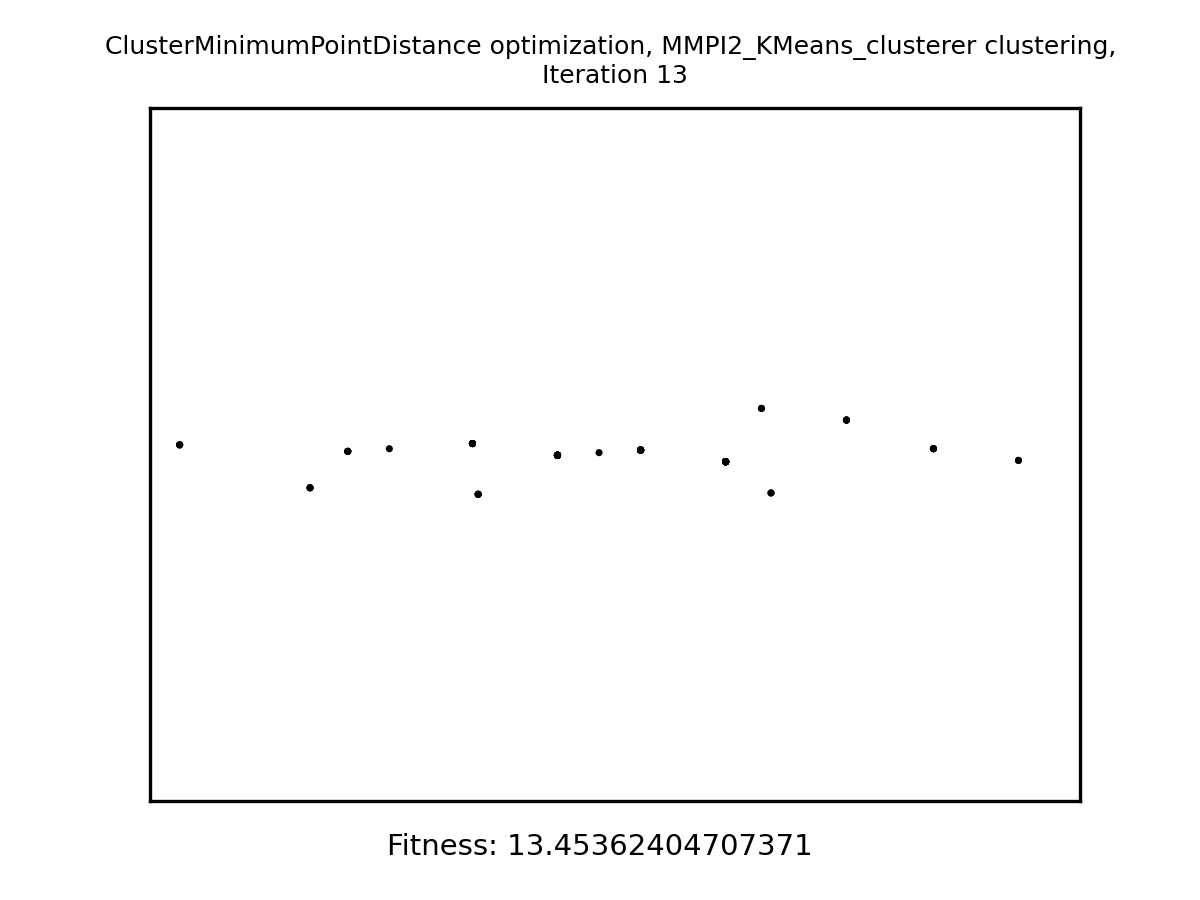 ClusterMinimumPointDistance optimization, MMPI2_KMeans_clusterer clustering,
Iteration 13
Fitness: 13.45362404707371